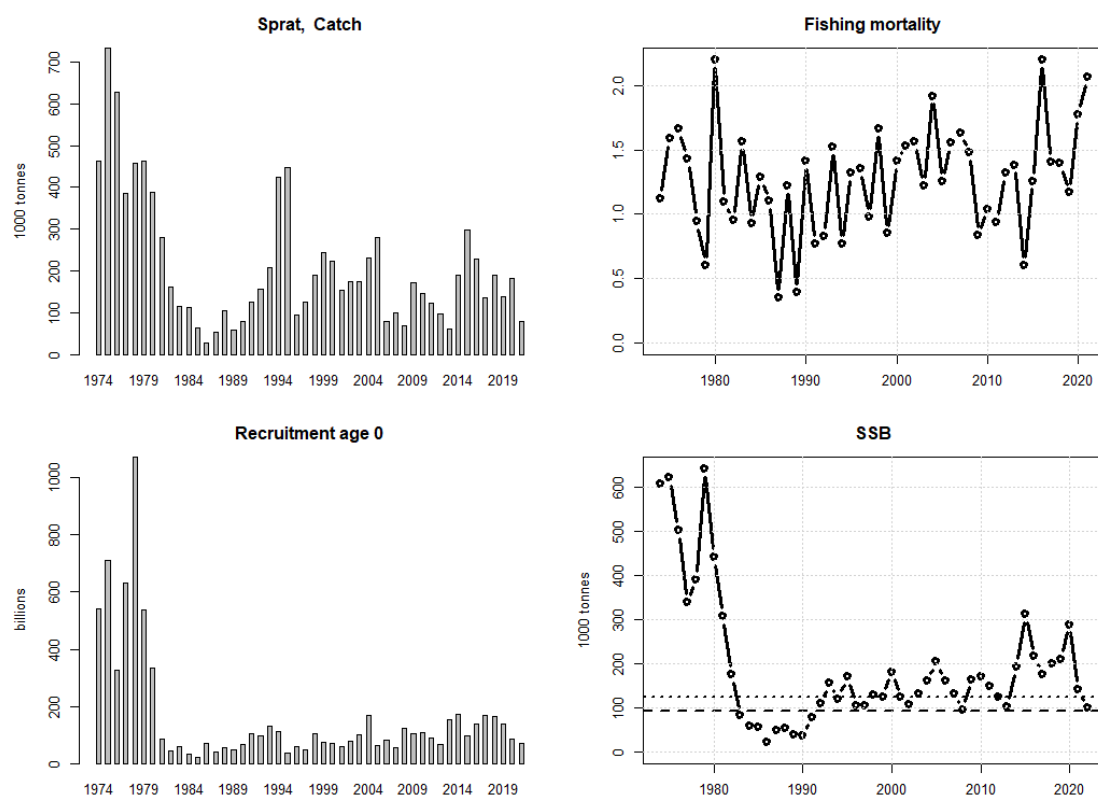 Sprat, Catch
1000 tonnes
700
600
500
400
300
200
100
0
1974 1979 1984 1989 1994 1999 2004 2009 2014 2019
Fishing mortality
2.0
1.5
1.0
0.5
0.0
1980 1990 2000 2010 2020
Recruitment age 0
billions
1000
800
600
400
200
0
1974 1979 1984 1989 1994 1999 2004 2009 2014 2019
SSB
1000 tonnes
600
500
400
300
200
100
0
1980 1990 2000 2010 2020